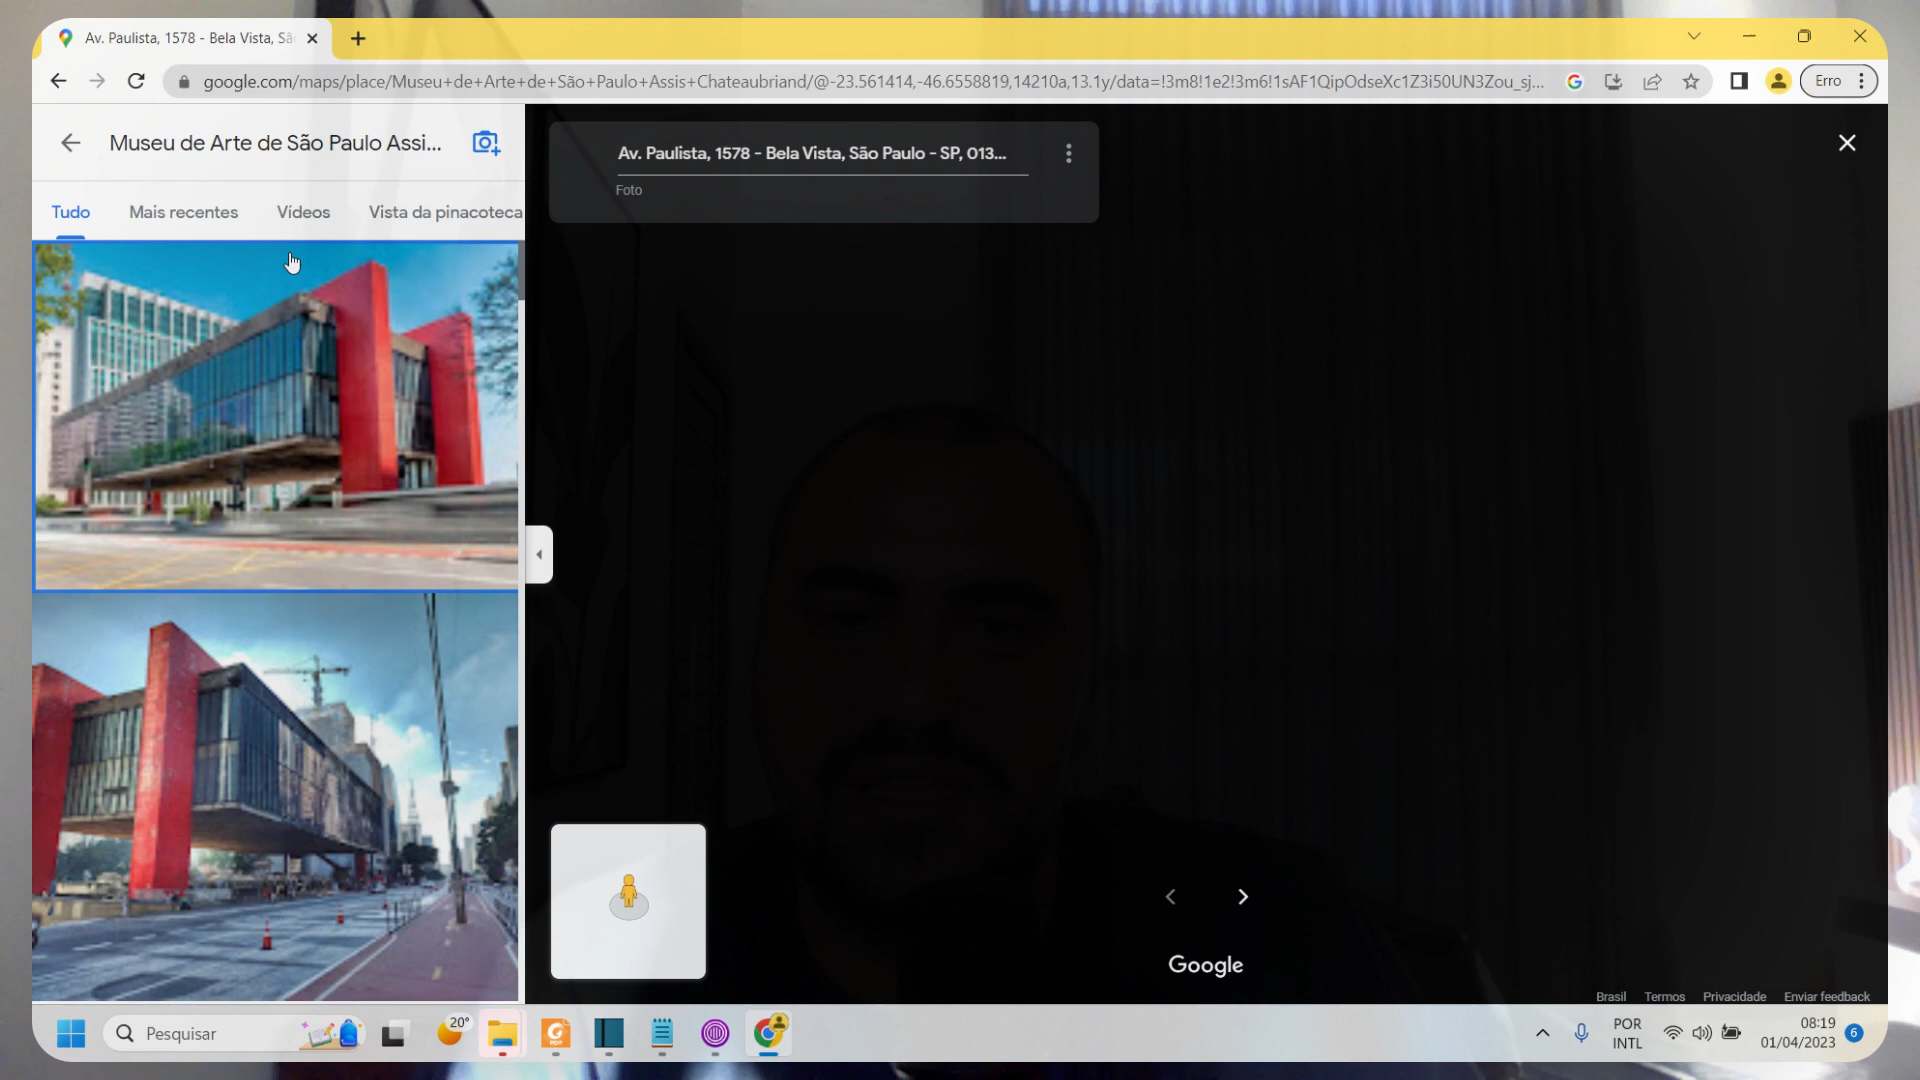 Av. Paulista, 1578 - Bela Vista, Sã
google.com/maps/place/Museu+de+Arte+de+São+Paulo+Assis+Chateaubriand/@-23.561414,-46.6558819,14210a,13.1y/data=!3m8!1e2!3m6!1sAF1QipOdseXc1Z3i50UN3Zou_sj...
Erro
Museu de Arte de São Paulo Assi...
Tudo Mais recentes Vídeos Vista da pinacoteca
Av. Paulista, 1578 - Bela Vista, São Paulo - SP, 013...
Foto
Google
Brasil Termos Privacidade Enviar feedback
Pesquisar
20°
POR
INTL
08:19
01/04/2023
6